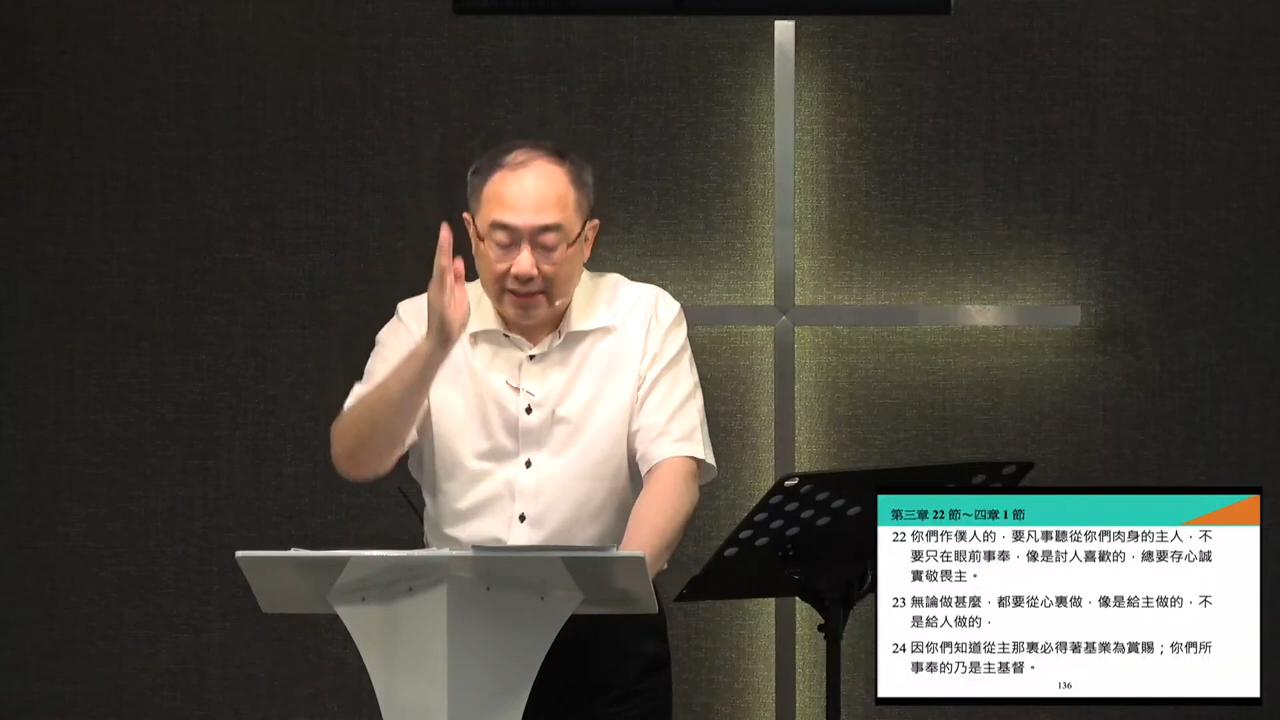 第三章 22 節～四章 1 節
22 你們作僕人的，要凡事聽從你們肉身的主人，不
要只在眼前事奉，像是討人喜歡的，總要存心誠
實敬畏主。
23 無論做甚麼，都要從心裏做，像是給主做的，不
是給人做的，
24 因你們知道從主那裏必得著基業為賞賜；你們所
事奉的乃是主基督。
136